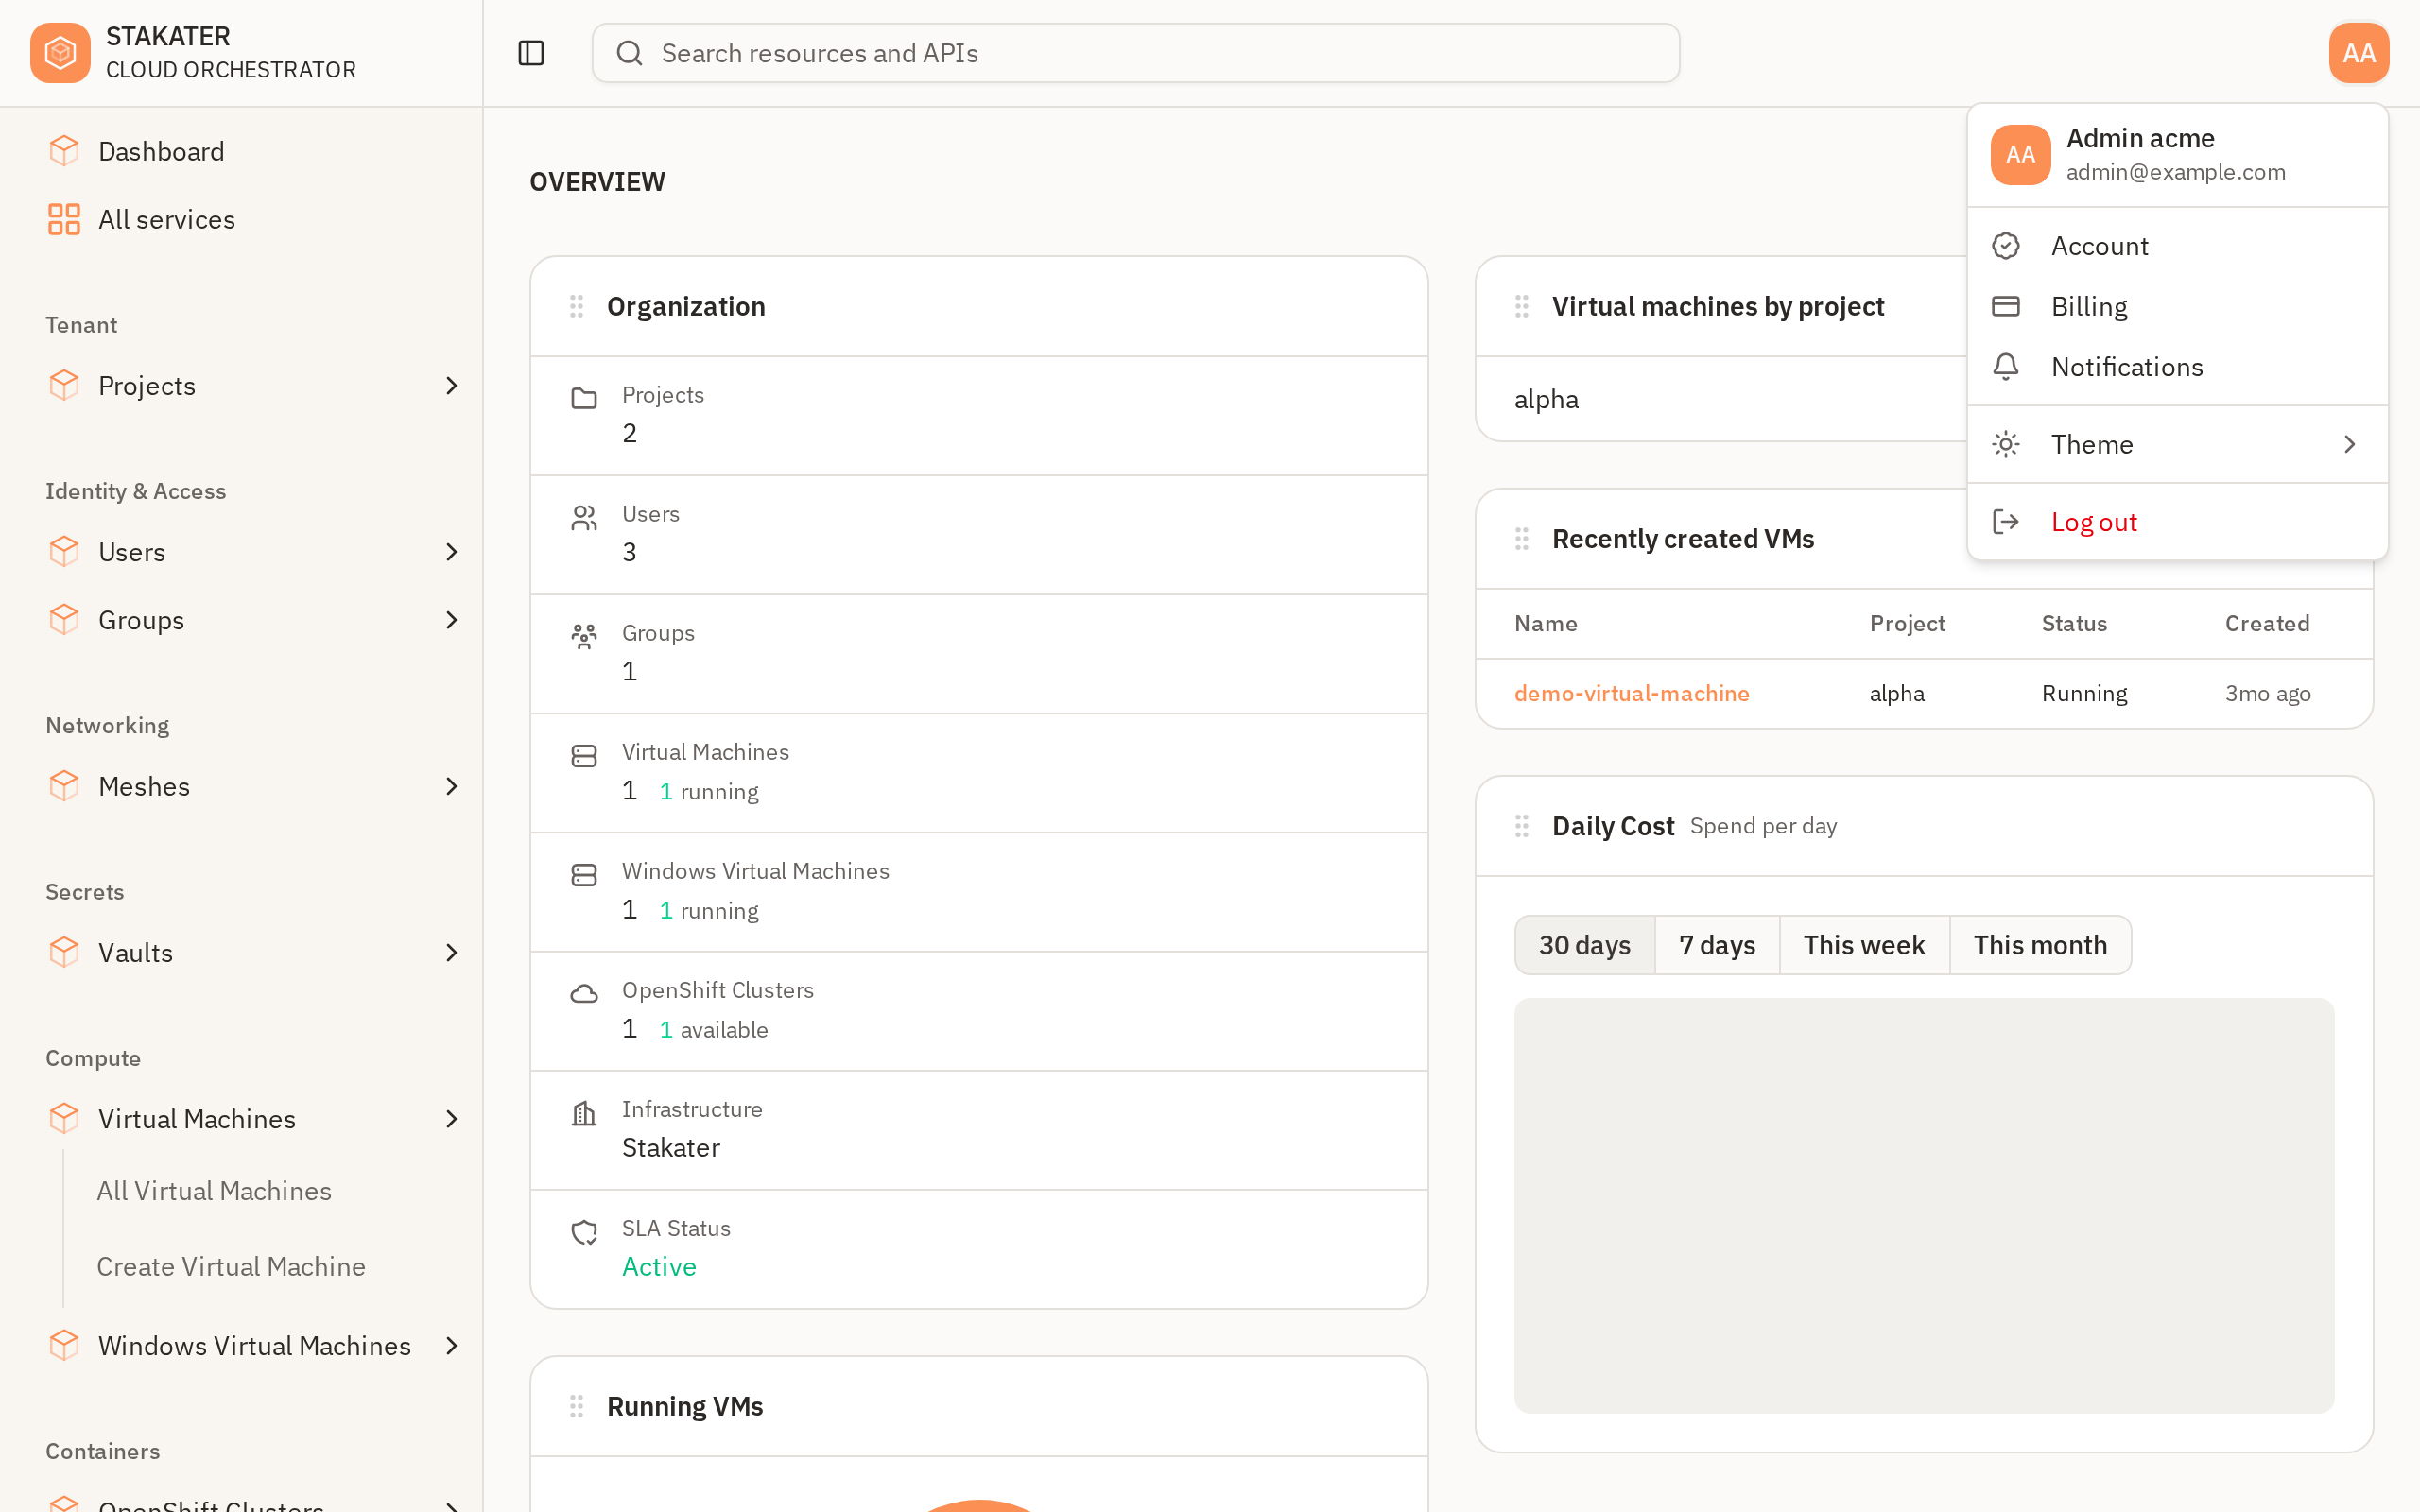 STAKATER
CLOUD ORCHESTRATOR
Search resources and APIs
AA
Dashboard
All services
Tenant
Projects
Identity & Access
Users
Groups
Networking
Meshes
Secrets
Vaults
Compute
Virtual Machines
All Virtual Machines
Create Virtual Machine
Windows Virtual Machines
Containers
OpenShift Clusters
OVERVIEW
Organization
Projects
2
Users
3
Groups
1
Virtual Machines
1 1 running
Windows Virtual Machines
1 1 running
OpenShift Clusters
1 1 available
Infrastructure
Stakater
SLA Status
Active
Running VMs
Virtual machines by project
alpha
Recently created VMs
Name Project Status Created
demo-virtual-machine alpha Running 3mo ago
Daily Cost Spend per day
30 days 7 days This week This month
AA
Admin acme
admin@example.com
Account
Billing
Notifications
Theme
Log out